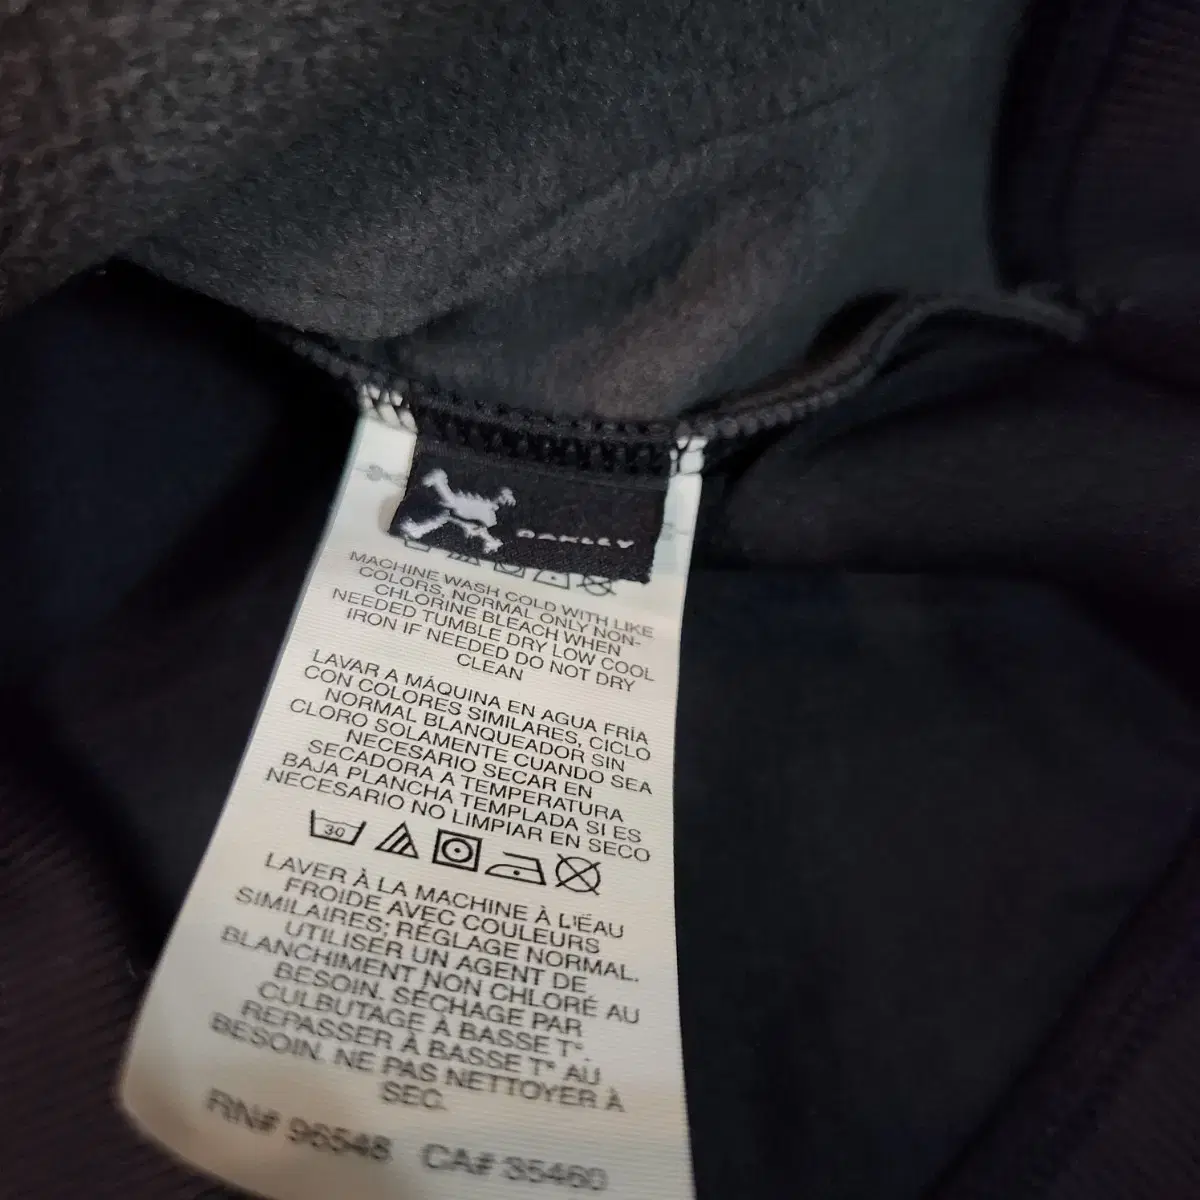 OAKLEY
MACHINE WASH COLD WITH LIKE
COLORS, NORMAL ONLY NON-
CHLORINE BLEACH WHEN
NEEDED TUMBLE DRY LOW COOL
IRON IF NEEDED DO NOT DRY
CLEAN
LAVAR A MÁQUINA EN AGUA FRÍA
CON COLORES SIMILARES, CICLO
NORMAL BLANQUEADOR SIN
CLORO SOLAMENTE CUANDO SEA
NECESARIO SECAR EN
SECADORA A TEMPERATURA
BAJA PLANCHA TEMPLADA SI ES
NECESARIO NO LIMPIAR EN SECO
30
LAVER À LA MACHINE À L'ÉAU
FROIDE AVEC COULEURS
SIMILAIRES; RÉGLAGE NORMAL.
UTILISER UN AGENT DE
BLANCHIMENT NON CHLORÉ AU
BESOIN. SÉCHAGE PAR
CULBUTAGE À BASSE T°.
REPASSER À BASSE T° AU
BESOIN. NE PAS NETTOYER À
SEC.
RN# 96548 CA# 35460